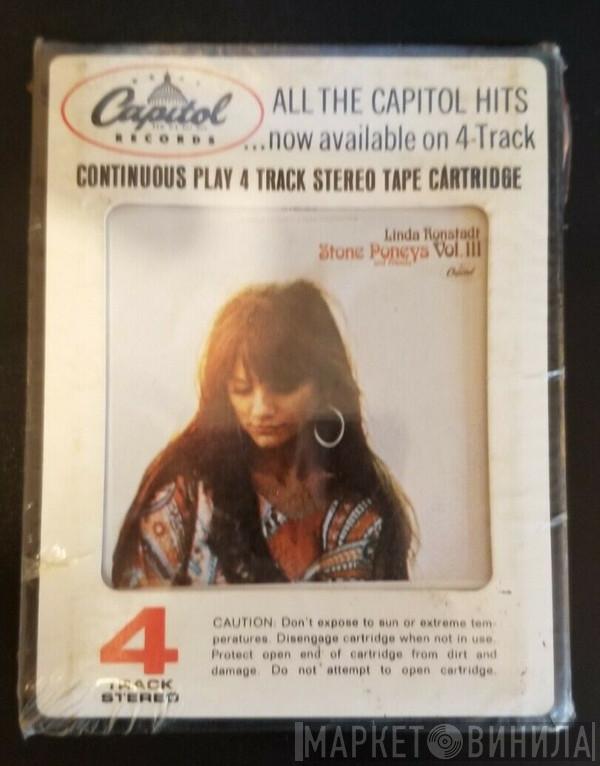 Capitol
RECORDS
ALL THE CAPITOL HITS
...now available on 4-Track
CONTINUOUS PLAY 4 TRACK STEREO TAPE CARTRIDGE
Linda Ronstadt
Stone Poneys Vol. III
and Friends
Capitol
4
TRACK
STEREO
CAUTION: Don't expose to sun or extreme tem-
peratures. Disengage cartridge when not in use.
Protect open end of cartridge from dirt and
damage. Do not attempt to open cartridge.
МАРКЕТ ВИНИЛА